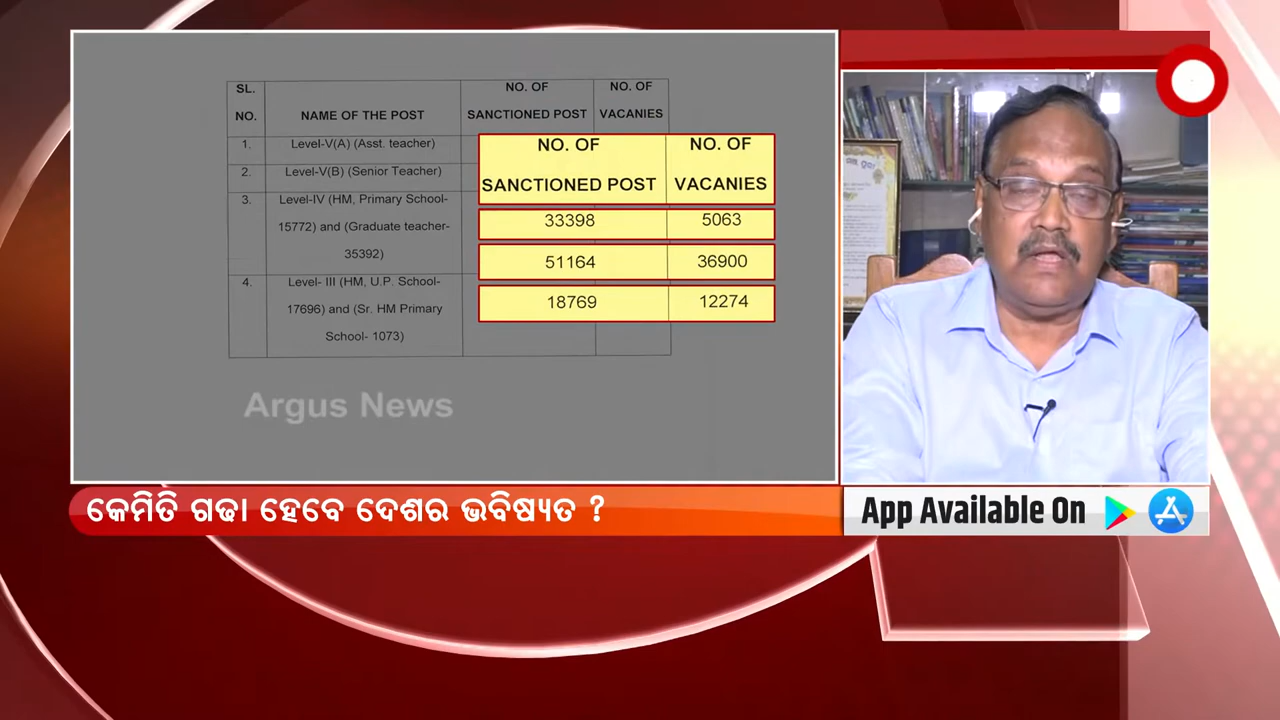 SL.
NO.
NAME OF THE POST
NO. OF
SANCTIONED POST
NO. OF
VACANIES
1.
Level-V(A) (Asst. teacher)
2.
Level-V(B) (Senior Teacher)
3.
Level-IV (HM, Primary School-
15772) and (Graduate teacher-
35392)
4.
Level- III (HM, U.P. School-
17696) and (Sr. HM Primary
School- 1073)
NO. OF
SANCTIONED POST
NO. OF
VACANIES
33398 5063
51164 36900
18769 12274
Argus News
କେମିତି ଗଢା ହେବେ ଦେଶର ଭବିଷ୍ୟତ ?
App Available On